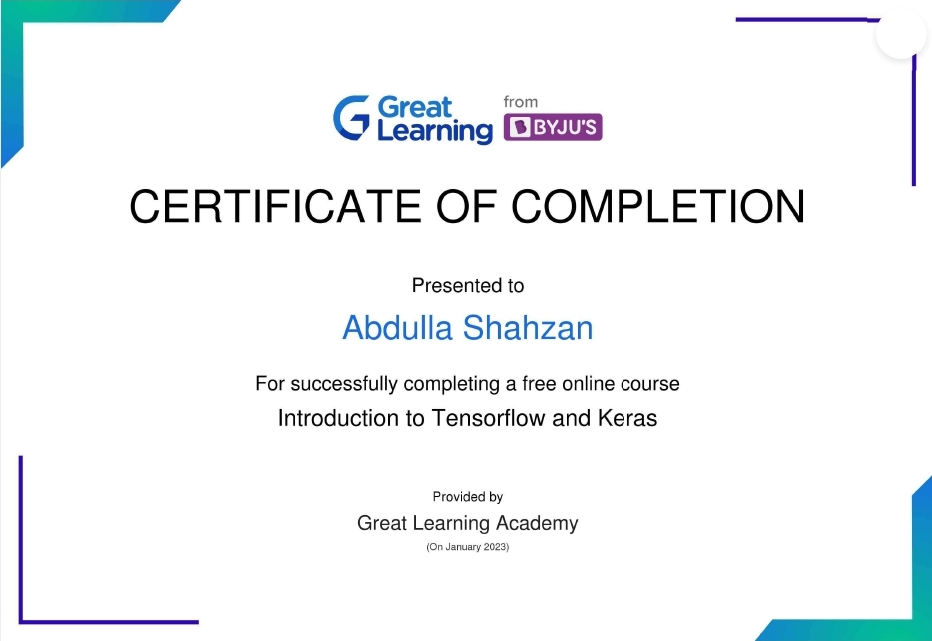 Great Learning
from
BYJU'S
CERTIFICATE OF COMPLETION
Presented to
Abdulla Shahzan
For successfully completing a free online course
Introduction to Tensorflow and Keras
Provided by
Great Learning Academy
(On January 2023)